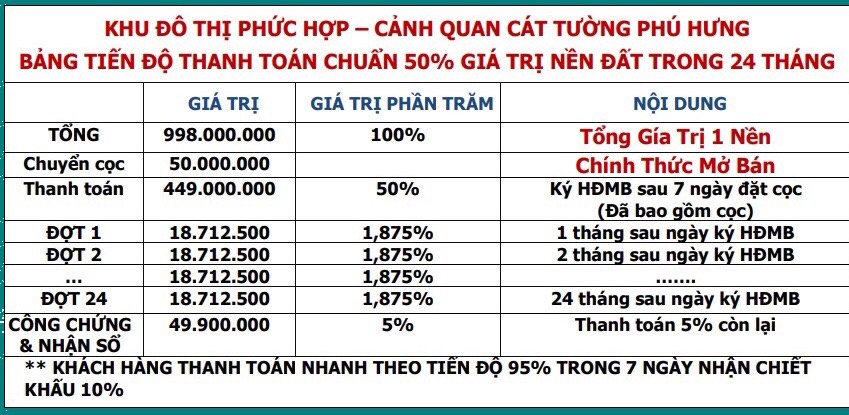 KHU ĐÔ THỊ PHỨC HỢP – CẢNH QUAN CÁT TƯỜNG PHÚ HƯNG
BẢNG TIẾN ĐỘ THANH TOÁN CHUẨN 50% GIÁ TRỊ NỀN ĐẤT TRONG 24 THÁNG
GIÁ TRỊ GIÁ TRỊ PHẦN TRĂM NỘI DUNG
TỔNG 998.000.000 100% Tổng Gía Trị 1 Nền
Chuyển cọc 50.000.000 Chính Thức Mở Bán
Thanh toán 449.000.000 50% Ký HĐMB sau 7 ngày đặt cọc
(Đã bao gồm cọc)
ĐỢT 1 18.712.500 1,875% 1 tháng sau ngày ký HĐMB
ĐỢT 2 18.712.500 1,875% 2 tháng sau ngày ký HĐMB
... 18.712.500 1,875% .......
ĐỢT 24 18.712.500 1,875% 24 tháng sau ngày ký HĐMB
CÔNG CHỨNG 49.900.000 5% Thanh toán 5% còn lại
& NHẬN SỔ
** KHÁCH HÀNG THANH TOÁN NHANH THEO TIẾN ĐỘ 95% TRONG 7 NGÀY NHẬN CHIẾT
KHẤU 10%